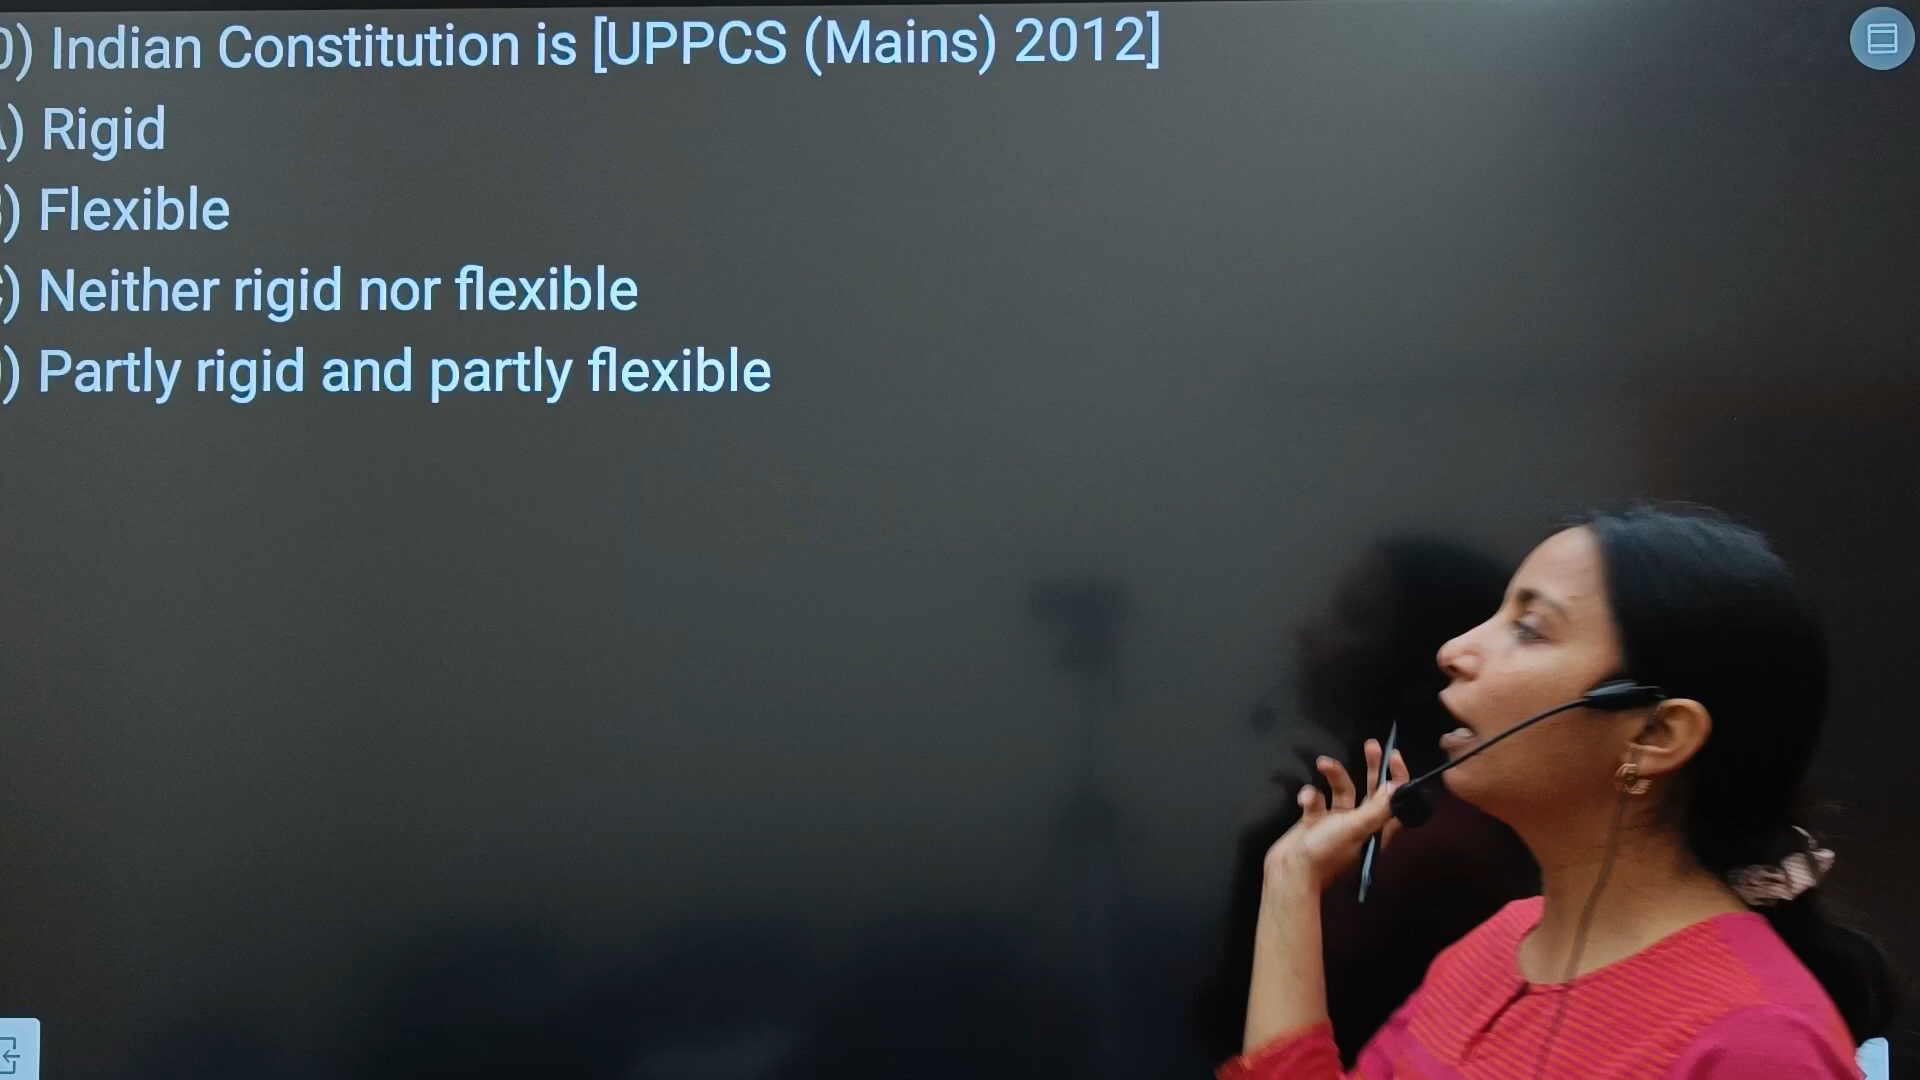 0) Indian Constitution is [UPPCS (Mains) 2012]
A) Rigid
B) Flexible
C) Neither rigid nor flexible
D) Partly rigid and partly flexible